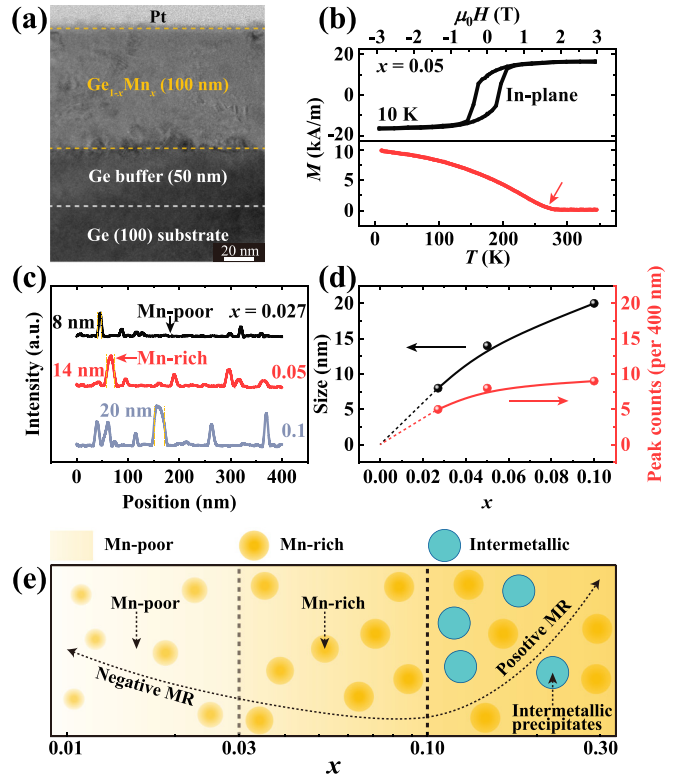 (a)
Pt
Ge1-xMnx (100 nm)
Ge buffer (50 nm)
Ge (100) substrate
20 nm
(b)
μ0H (T)
-3 -2 -1 0 1 2 3
x = 0.05
10 K
In-plane
20
0
-20
10
5
0
M (kA/m)
0 100 200 300
T (K)
(c)
8 nm
Mn-poor
x = 0.027
14 nm
Mn-rich
0.05
20 nm
0.1
Intensity (a.u.)
0 100 200 300 400
Position (nm)
(d)
20
15
10
5
0
Size (nm)
20
15
10
5
0
Peak counts (per 400 nm)
0.00 0.02 0.04 0.06 0.08 0.10
x
Mn-poor Mn-rich Intermetallic
(e)
Mn-poor
Mn-rich
Negative MR
Posotive MR
Intermetallic
precipitates
0.01 0.03 0.10 0.30
x